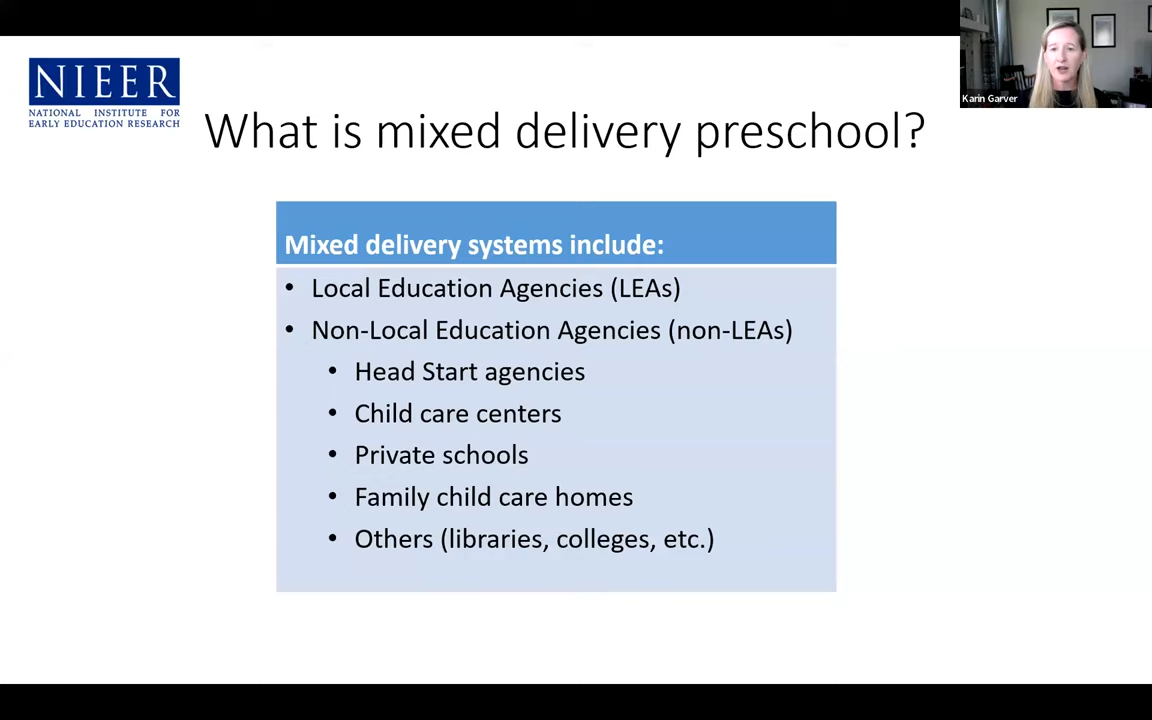 NIEER
NATIONAL INSTITUTE FOR
EARLY EDUCATION RESEARCH
Karin Garver
What is mixed delivery preschool?
Mixed delivery systems include:
• Local Education Agencies (LEAs)
• Non-Local Education Agencies (non-LEAs)
• Head Start agencies
• Child care centers
• Private schools
• Family child care homes
• Others (libraries, colleges, etc.)